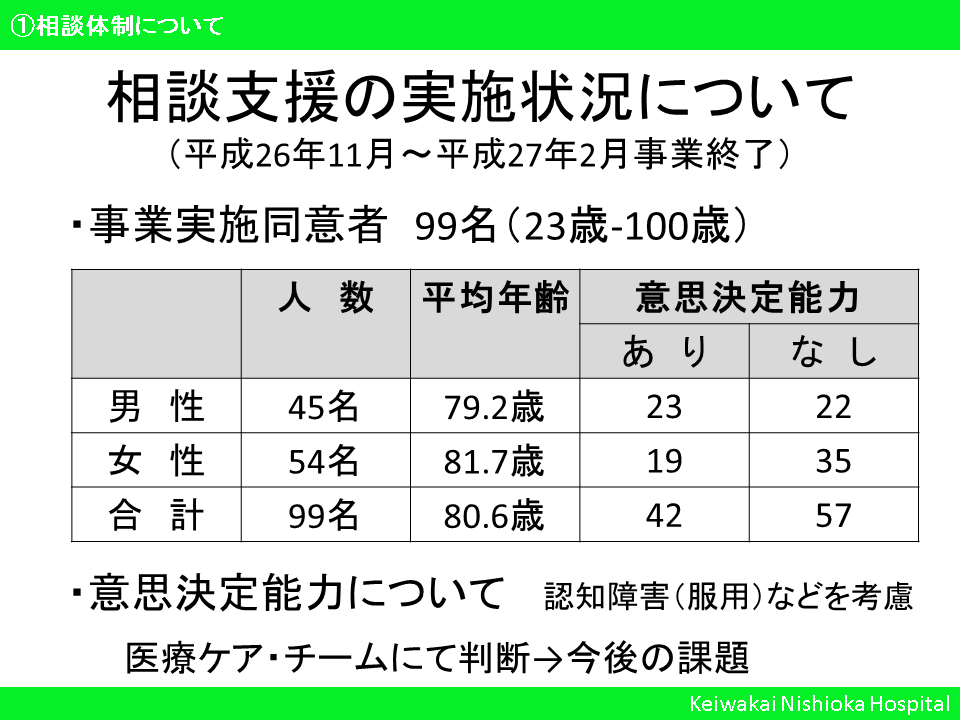 ①相談体制について
相談支援の実施状況について
（平成26年11月～平成27年2月事業終了）
・事業実施同意者　99名（23歳-100歳）
人　数　平均年齢　意思決定能力
あ　り　な　し
男　性　45名　79.2歳　23　22
女　性　54名　81.7歳　19　35
合　計　99名　80.6歳　42　57
・意思決定能力について　認知障害（服用）などを考慮
医療ケア・チームにて判断→今後の課題
Keiwakai Nishioka Hospital